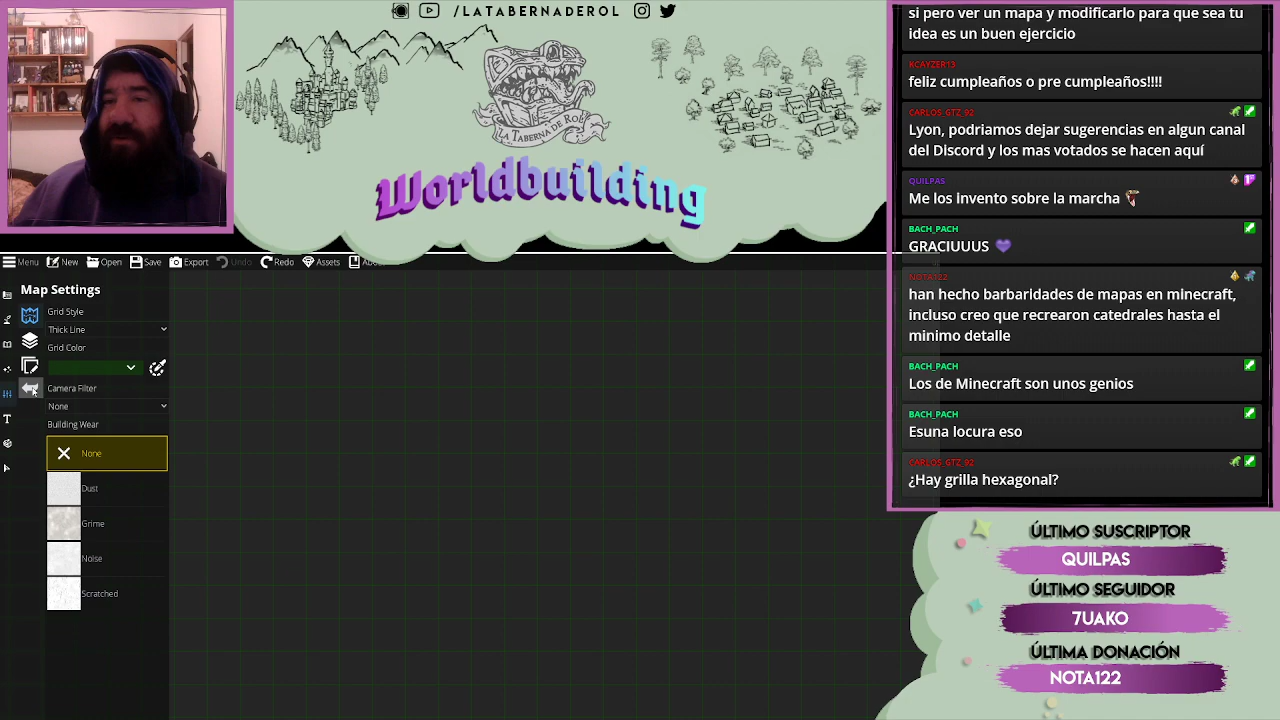 /LATABERNADEROL
LA TABERNA DE ROL
Worldbuilding
Menu New Open Save Export Undo Redo Assets
Map Settings
Grid Style
Thick Line
Grid Color
Camera Filter
None
Building Wear
None
Dust
Grime
Noise
Scratched
si pero ver un mapa y modificarlo para que sea tu
idea es un buen ejercicio
KCAYZER13
feliz cumpleaños o pre cumpleaños!!!!
CARLOS_GTZ_92
Lyon, podriamos dejar sugerencias en algun canal
del Discord y los mas votados se hacen aquí
QUILPAS
Me los invento sobre la marcha
BACH_PACH
GRACIUUUS
NOTA122
han hecho barbaridades de mapas en minecraft,
incluso creo que recrearon catedrales hasta el
minimo detalle
BACH_PACH
Los de Minecraft son unos genios
BACH_PACH
Esuna locura eso
CARLOS_GTZ_92
¿Hay grilla hexagonal?
ÚLTIMO SUSCRIPTOR
QUILPAS
ÚLTIMO SEGUIDOR
7UAKO
ÚLTIMA DONACIÓN
NOTA122